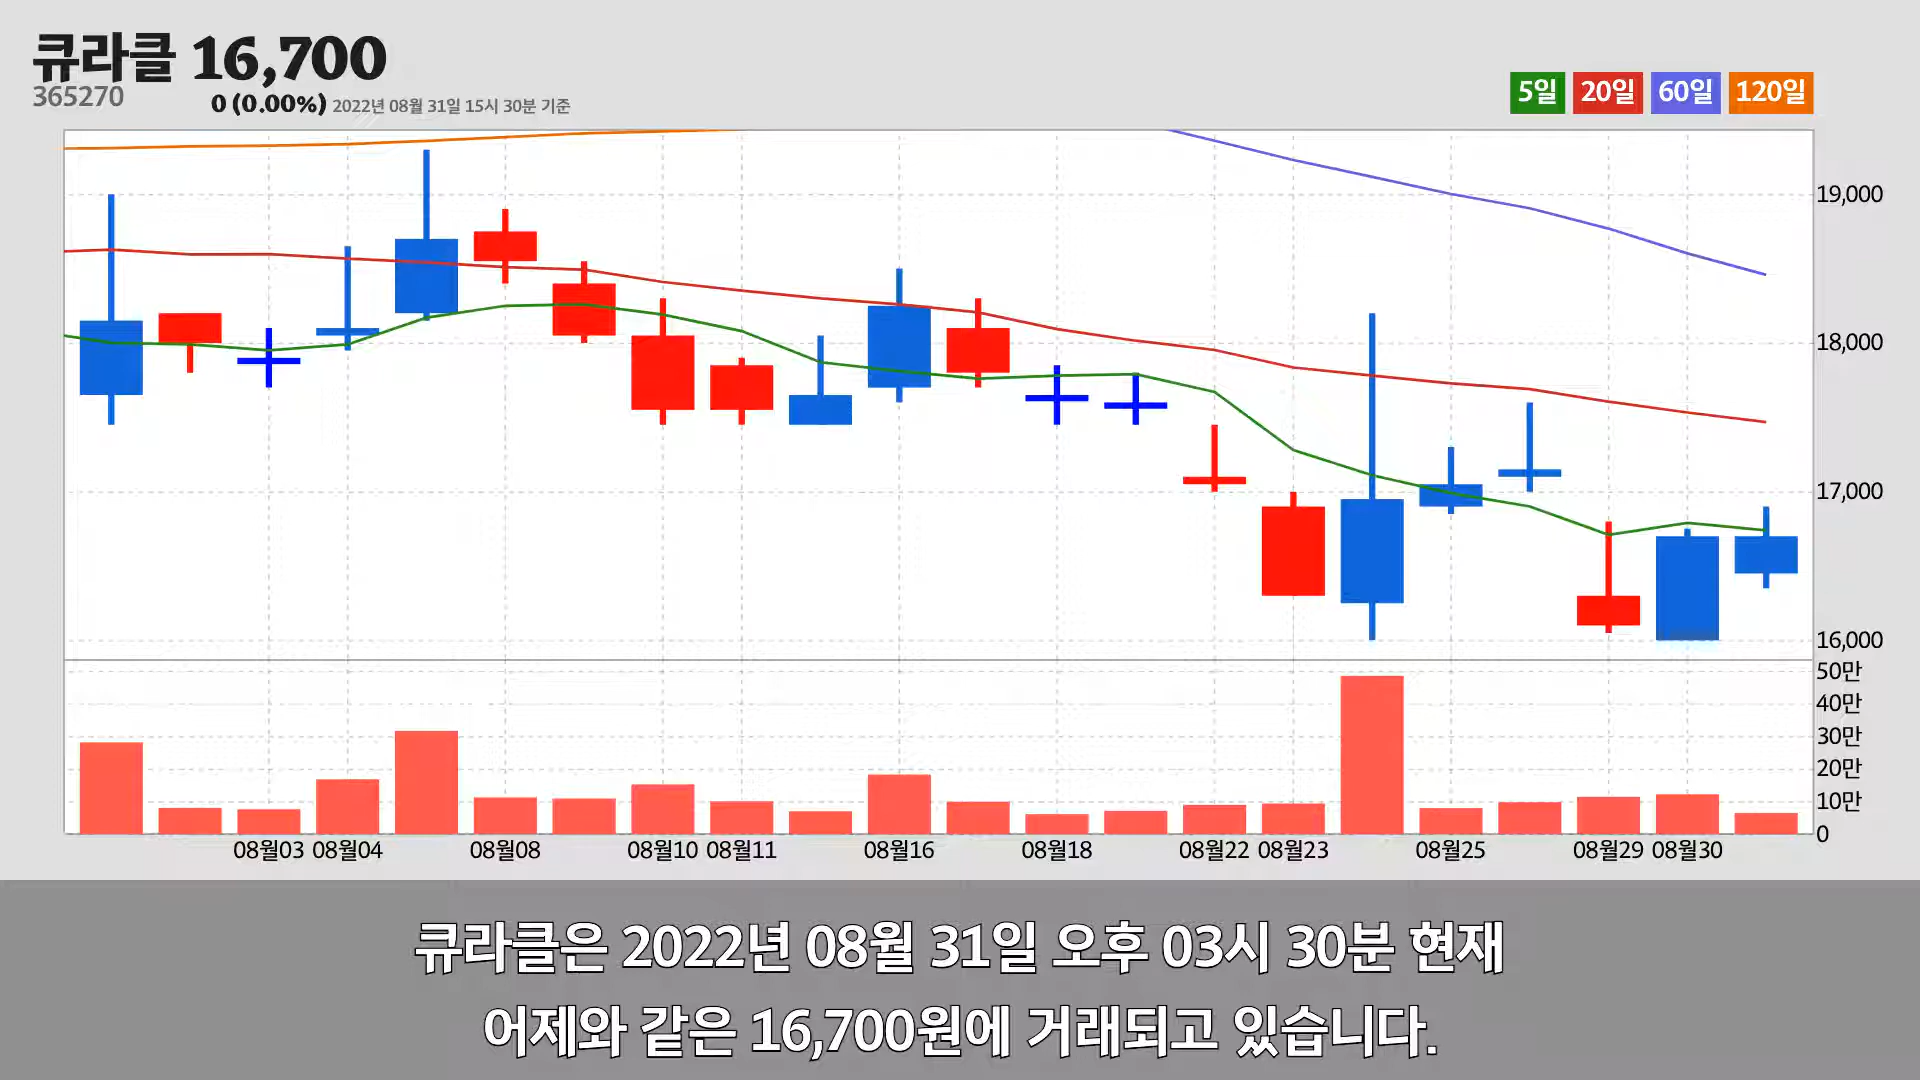 큐라클 16,700
365270
0 (0.00%) 2022년 08월 31일 15시 30분 기준
5일 20일 60일 120일
19,000
18,000
17,000
16,000
50만
40만
30만
20만
10만
0
08월03 08월04 08월08 08월10 08월11 08월16 08월18 08월22 08월23 08월25 08월29 08월30
큐라클은 2022년 08월 31일 오후 03시 30분 현재
어제와 같은 16,700원에 거래되고 있습니다.